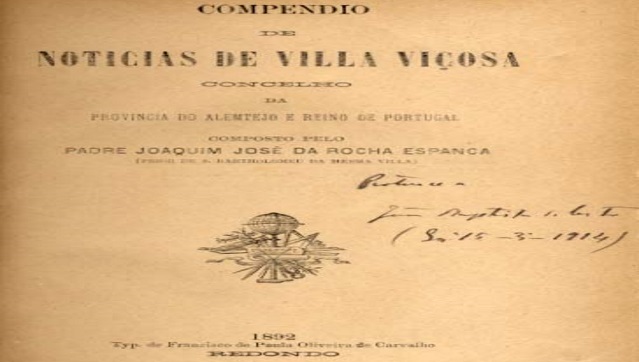 COMPENDIO
DE
NOTICIAS DE VILLA VIÇOSA
CONCELHO
DA
PROVINCIA DO ALEMTEJO E REINO DE PORTUGAL
COMPOSTO PELO
PADRE JOAQUIM JOSÉ DA ROCHA ESPANCA
(PRIOR DE S. BARTHOLOMEU DA MESMA VILLA)
Pertence a
1892
Typ. de Francisco de Paula Oliveira de Carvalho
REDONDO